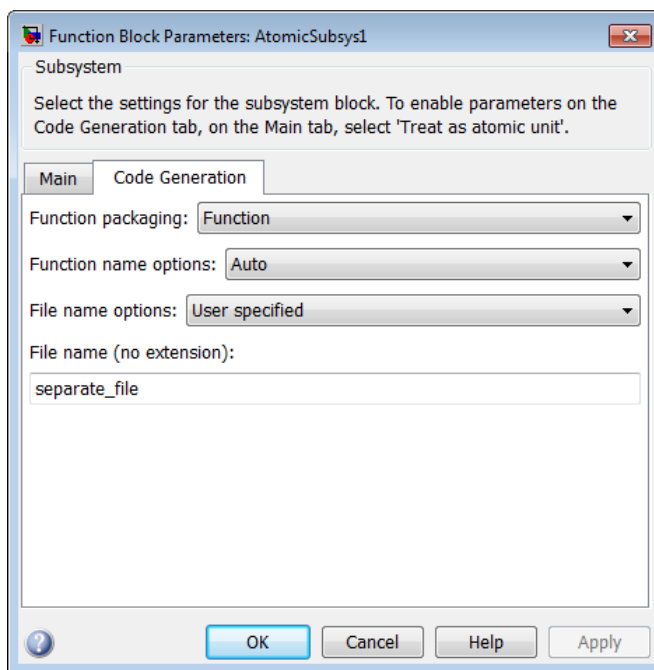 Function Block Parameters: AtomicSubsys1
Subsystem
Select the settings for the subsystem block. To enable parameters on the
Code Generation tab, on the Main tab, select 'Treat as atomic unit'.
Main Code Generation
Function packaging: Function
Function name options: Auto
File name options: User specified
File name (no extension):
separate_file
? OK Cancel Help Apply